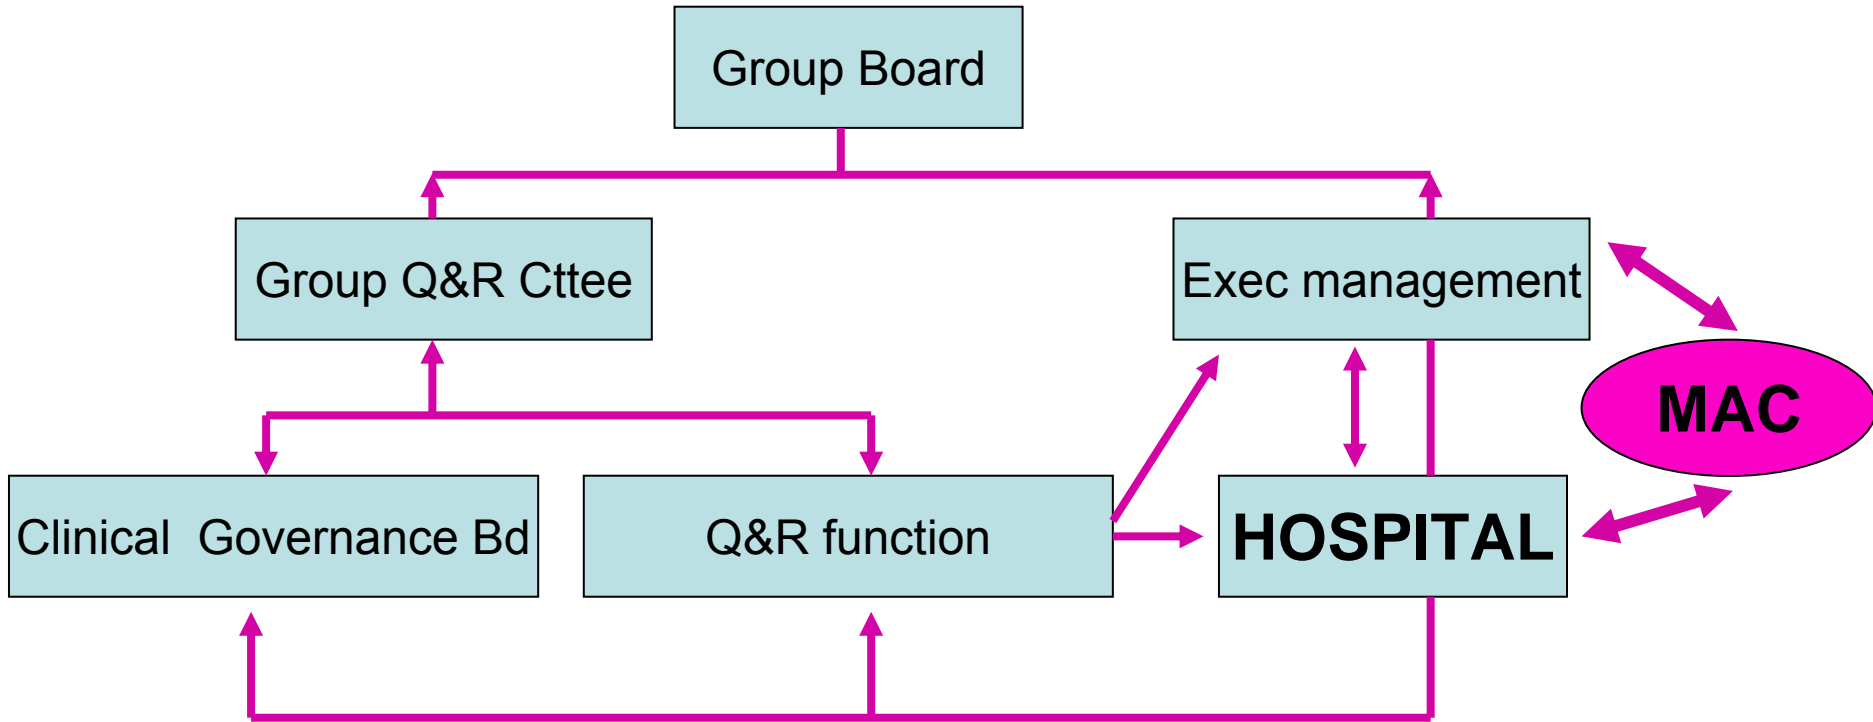 Group Board
Group Q&R Cttee
Exec management
MAC
Clinical  Governance Bd
Q&R function
HOSPITAL